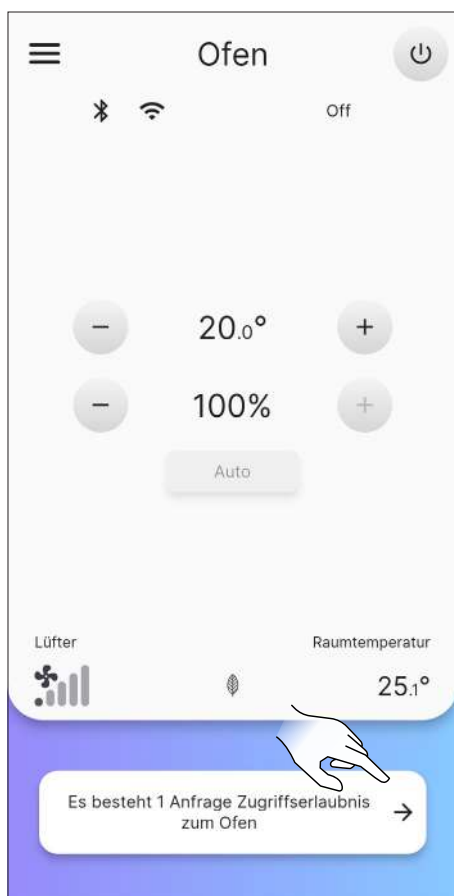 Ofen
Off
20.0°
100%
Auto
Lüfter
Raumtemperatur
25.1°
Es besteht 1 Anfrage Zugriffserlaubnis
zum Ofen